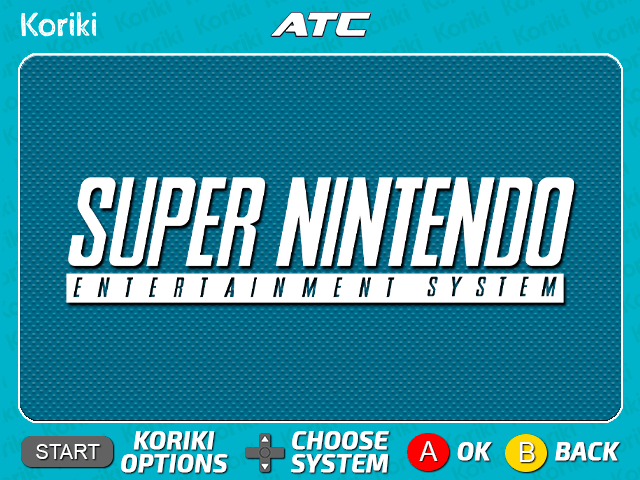 Koriki
ATC
SUPER NINTENDO
ENTERTAINMENT SYSTEM
START
KORIKI
OPTIONS
CHOOSE
SYSTEM
A
OK
B
BACK